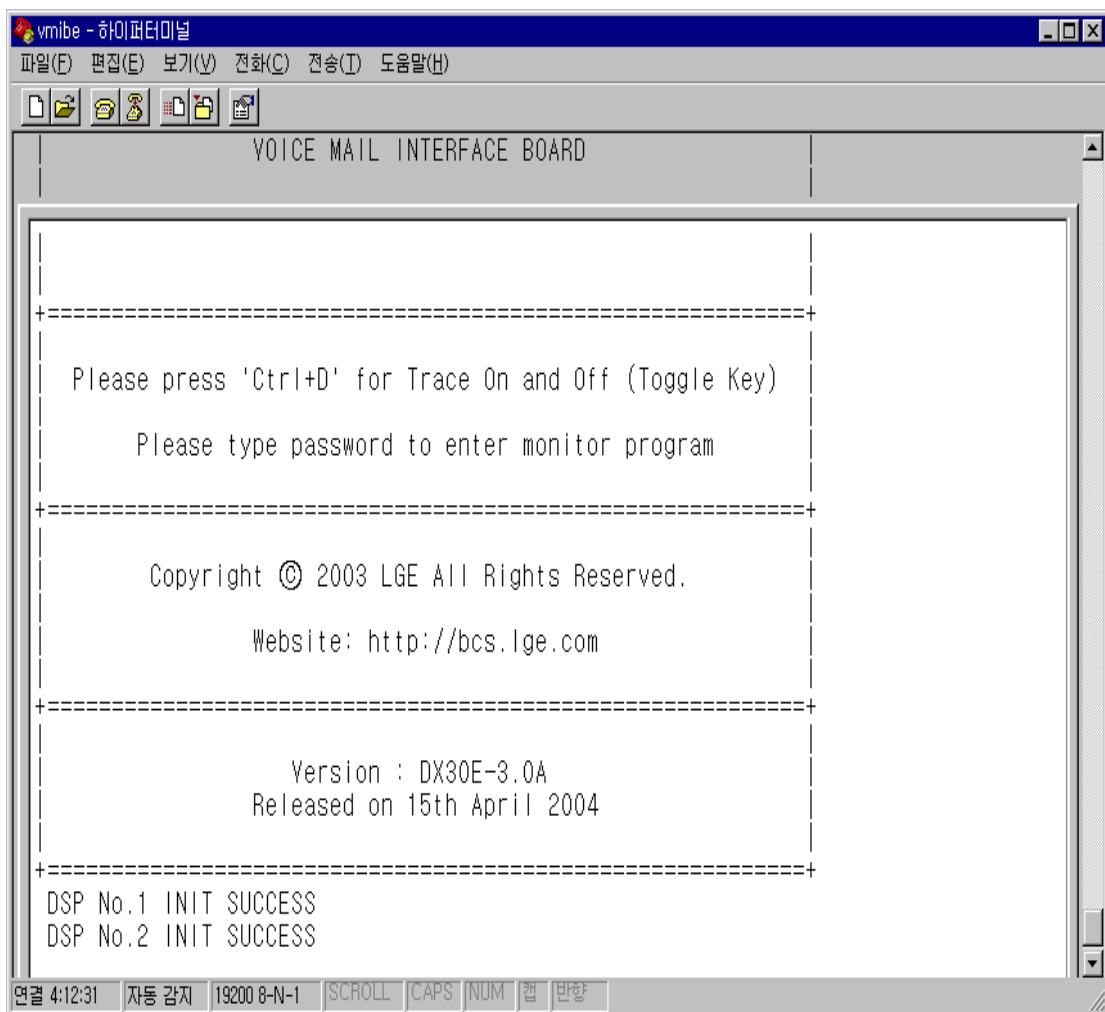 vmibe - 하이퍼터미널
파일(F) 편집(E) 보기(V) 전화(C) 전송(T) 도움말(H)
VOICE MAIL INTERFACE BOARD
+===========================================================+
Please press 'Ctrl+D' for Trace On and Off (Toggle Key)
Please type password to enter monitor program
+===========================================================+
Copyright ⓒ 2003 LGE All Rights Reserved.
Website: http://bcs.lge.com
+===========================================================+
Version : DX30E-3.0A
Released on 15th April 2004
+===========================================================+
DSP No.1 INIT SUCCESS
DSP No.2 INIT SUCCESS
연결 4:12:31 자동 감지 19200 8-N-1 SCROLL CAPS NUM 캡 반향